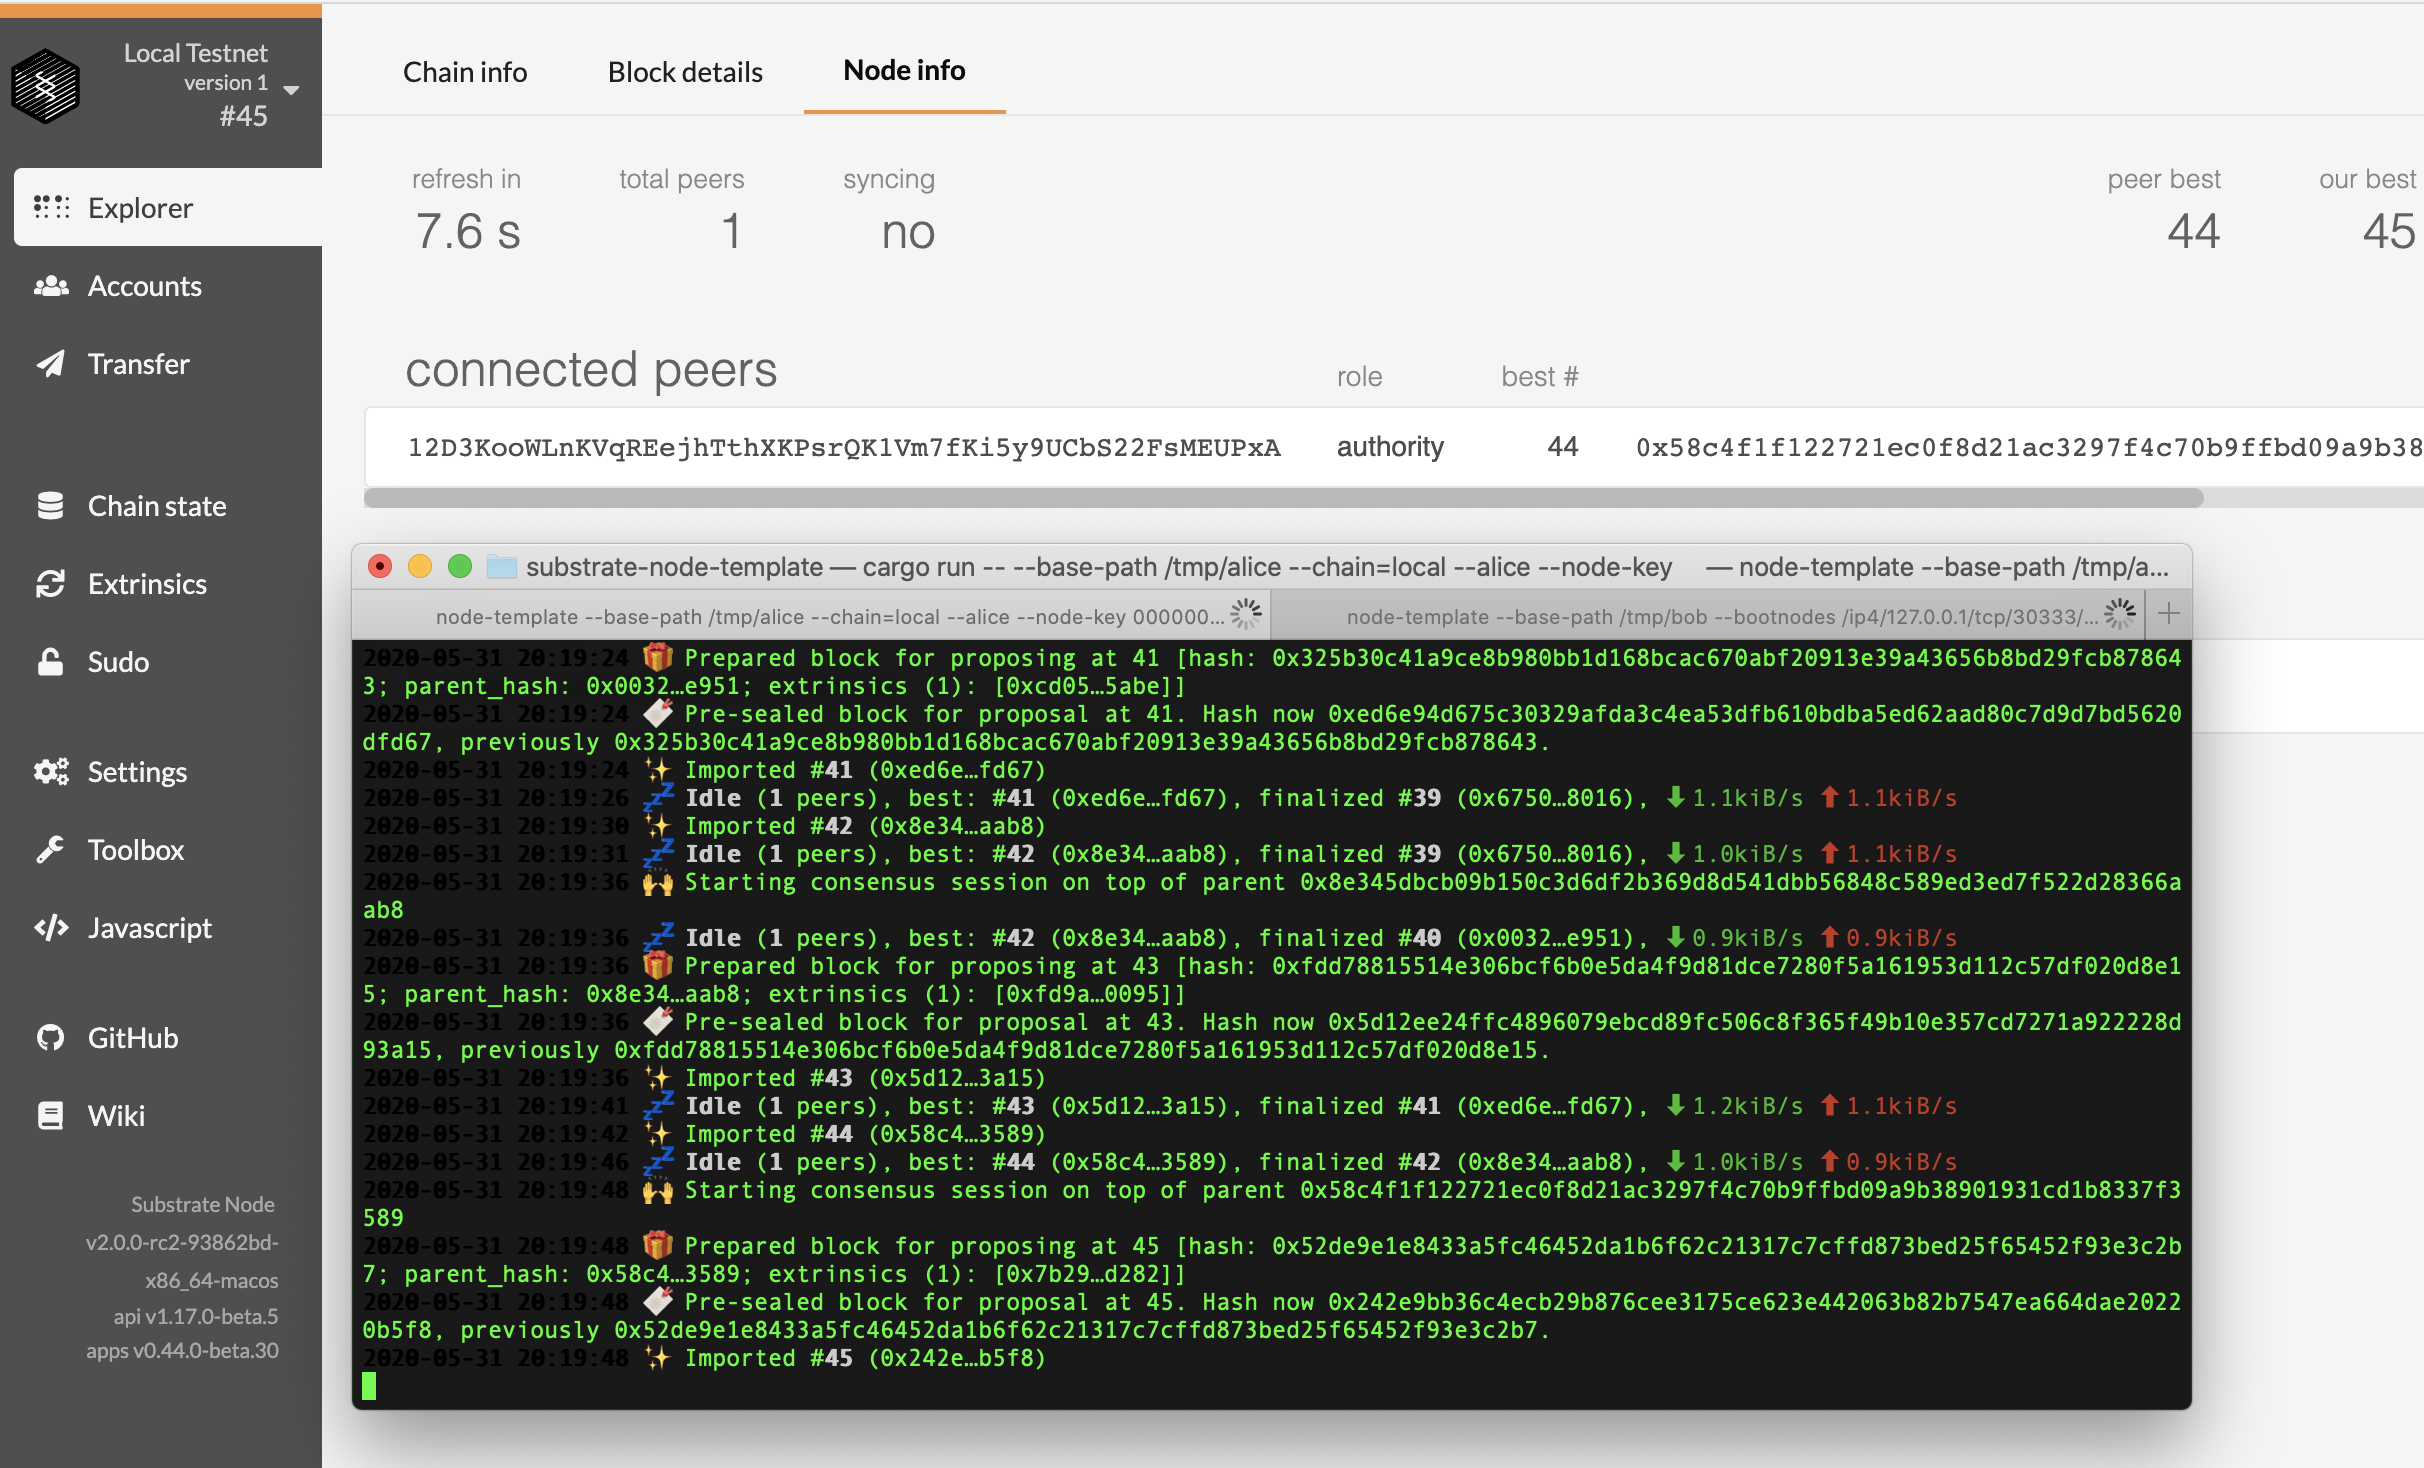 Local Testnet
version 1
#45
Explorer
Accounts
Transfer
Chain state
Extrinsics
Sudo
Settings
Toolbox
Javascript
GitHub
Wiki
Substrate Node
v2.0.0-rc2-93862bd-
x86_64-macos
api v1.17.0-beta.5
apps v0.44.0-beta.30
Chain info Block details Node info
refresh in total peers syncing peer best our best
7.6 s 1 no 44 45
connected peers role best #
12D3KooWLnKVqREejhTthXKPsrQK1Vm7fKi5y9UCbS22FsMEUPxA authority 44 0x58c4f1f122721ec0f8d21ac3297f4c70b9ffbd09a9b38
substrate-node-template — cargo run -- --base-path /tmp/alice --chain=local --alice --node-key — node-template --base-path /tmp/a...
node-template --base-path /tmp/alice --chain=local --alice --node-key 000000... node-template --base-path /tmp/bob --bootnodes /ip4/127.0.0.1/tcp/30333/...
2020-05-31 20:19:24 🎁 Prepared block for proposing at 41 [hash: 0x325b30c41a9ce8b980bb1d168bcac670abf20913e39a43656b8bd29fcb87864
3; parent_hash: 0x0032…e951; extrinsics (1): [0xcd05…5abe]]
2020-05-31 20:19:24 🔖 Pre-sealed block for proposal at 41. Hash now 0xed6e94d675c30329afda3c4ea53dfb610bdba5ed62aad80c7d9d7bd5620
dfd67, previously 0x325b30c41a9ce8b980bb1d168bcac670abf20913e39a43656b8bd29fcb878643.
2020-05-31 20:19:24 ✨ Imported #41 (0xed6e…fd67)
2020-05-31 20:19:26 💤 Idle (1 peers), best: #41 (0xed6e…fd67), finalized #39 (0x6750…8016), ⬇ 1.1kiB/s ⬆ 1.1kiB/s
2020-05-31 20:19:30 ✨ Imported #42 (0x8e34…aab8)
2020-05-31 20:19:31 💤 Idle (1 peers), best: #42 (0x8e34…aab8), finalized #39 (0x6750…8016), ⬇ 1.0kiB/s ⬆ 1.1kiB/s
2020-05-31 20:19:36 🙌 Starting consensus session on top of parent 0x8e345dbcb09b150c3d6df2b369d8d541dbb56848c589ed3ed7f522d28366a
ab8
2020-05-31 20:19:36 💤 Idle (1 peers), best: #42 (0x8e34…aab8), finalized #40 (0x0032…e951), ⬇ 0.9kiB/s ⬆ 0.9kiB/s
2020-05-31 20:19:36 🎁 Prepared block for proposing at 43 [hash: 0xfdd78815514e306bcf6b0e5da4f9d81dce7280f5a161953d112c57df020d8e1
5; parent_hash: 0x8e34…aab8; extrinsics (1): [0xfd9a…0095]]
2020-05-31 20:19:36 🔖 Pre-sealed block for proposal at 43. Hash now 0x5d12ee24ffc4896079ebcd89fc506c8f365f49b10e357cd7271a922228d
93a15, previously 0xfdd78815514e306bcf6b0e5da4f9d81dce7280f5a161953d112c57df020d8e15.
2020-05-31 20:19:36 ✨ Imported #43 (0x5d12…3a15)
2020-05-31 20:19:41 💤 Idle (1 peers), best: #43 (0x5d12…3a15), finalized #41 (0xed6e…fd67), ⬇ 1.2kiB/s ⬆ 1.1kiB/s
2020-05-31 20:19:42 ✨ Imported #44 (0x58c4…3589)
2020-05-31 20:19:46 💤 Idle (1 peers), best: #44 (0x58c4…3589), finalized #42 (0x8e34…aab8), ⬇ 1.0kiB/s ⬆ 0.9kiB/s
2020-05-31 20:19:48 🙌 Starting consensus session on top of parent 0x58c4f1f122721ec0f8d21ac3297f4c70b9ffbd09a9b38901931cd1b8337f3
589
2020-05-31 20:19:48 🎁 Prepared block for proposing at 45 [hash: 0x52de9e1e8433a5fc46452da1b6f62c21317c7cffd873bed25f65452f93e3c2b
7; parent_hash: 0x58c4…3589; extrinsics (1): [0x7b29…d282]]
2020-05-31 20:19:48 🔖 Pre-sealed block for proposal at 45. Hash now 0x242e9bb36c4ecb29b876cee3175ce623e442063b82b7547ea664dae2022
0b5f8, previously 0x52de9e1e8433a5fc46452da1b6f62c21317c7cffd873bed25f65452f93e3c2b7.
2020-05-31 20:19:48 ✨ Imported #45 (0x242e…b5f8)